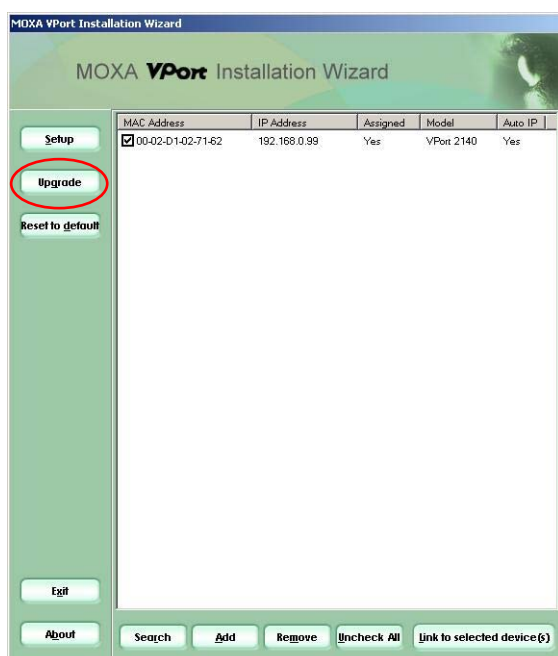 MOXA VPort Installation Wizard
MOXA VPort Installation Wizard
MAC Address IP Address Assigned Model Auto IP
00-02-D1-02-71-62 192.168.0.99 Yes VPort 2140 Yes
Setup
Upgrade
Reset to default
Exit
About
Search Add Remove Uncheck All Link to selected device(s)